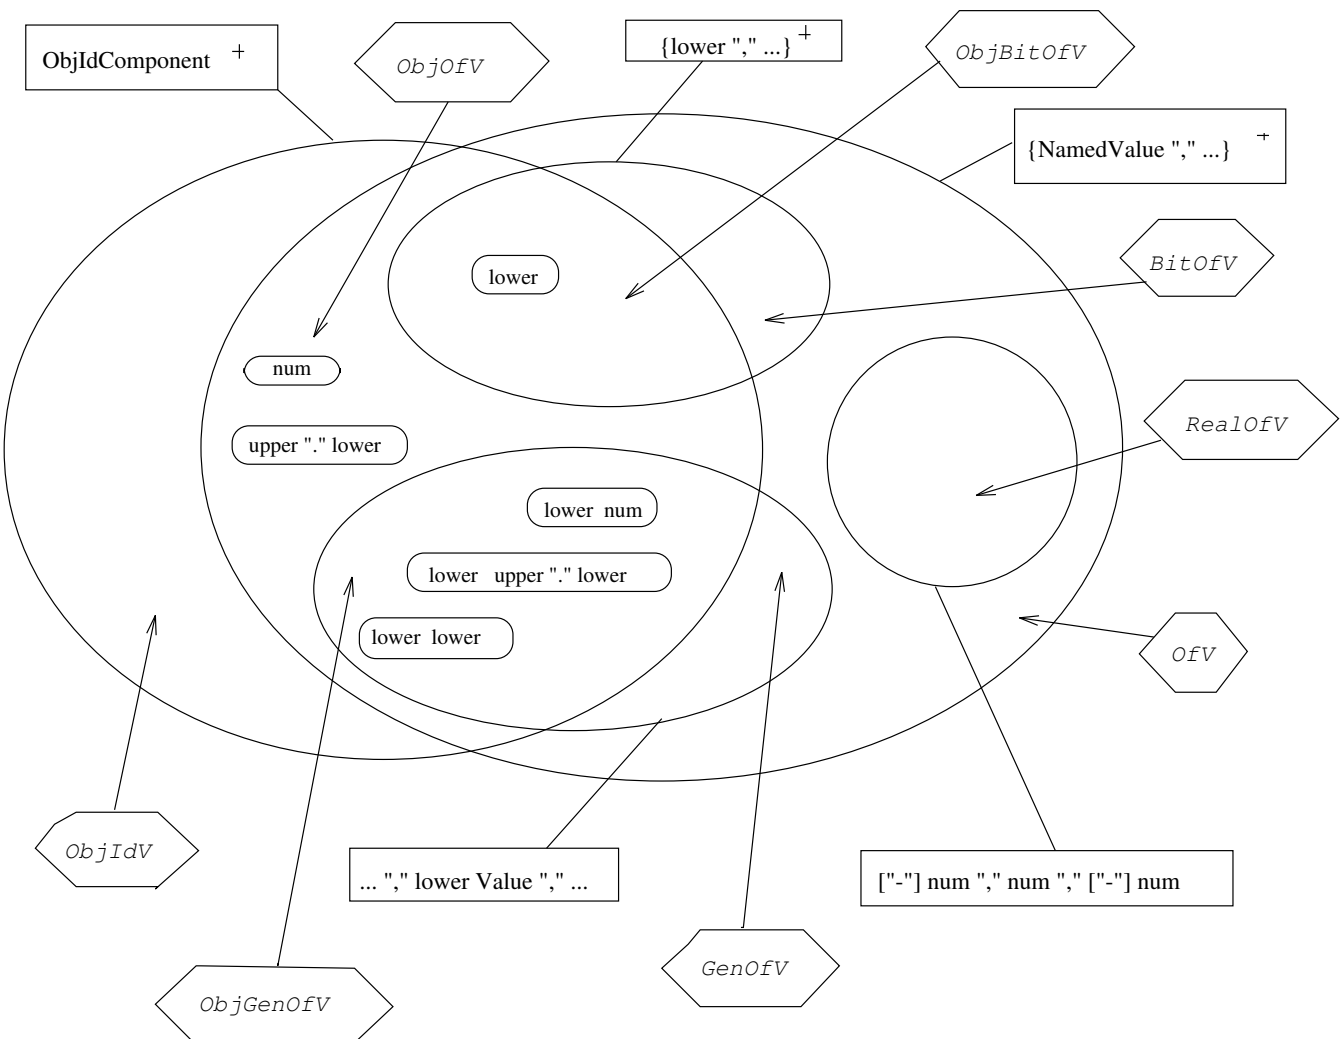 ObjIdComponent +
ObjOfV
{lower "," ...} +
ObjBitOfV
{NamedValue "," ...} +
BitOfV
lower
num
upper "." lower
RealOfV
lower num
lower upper "." lower
lower lower
OfV
ObjIdV
... "," lower Value "," ...
["-"] num "," num "," ["-"] num
GenOfV
ObjGenOfV